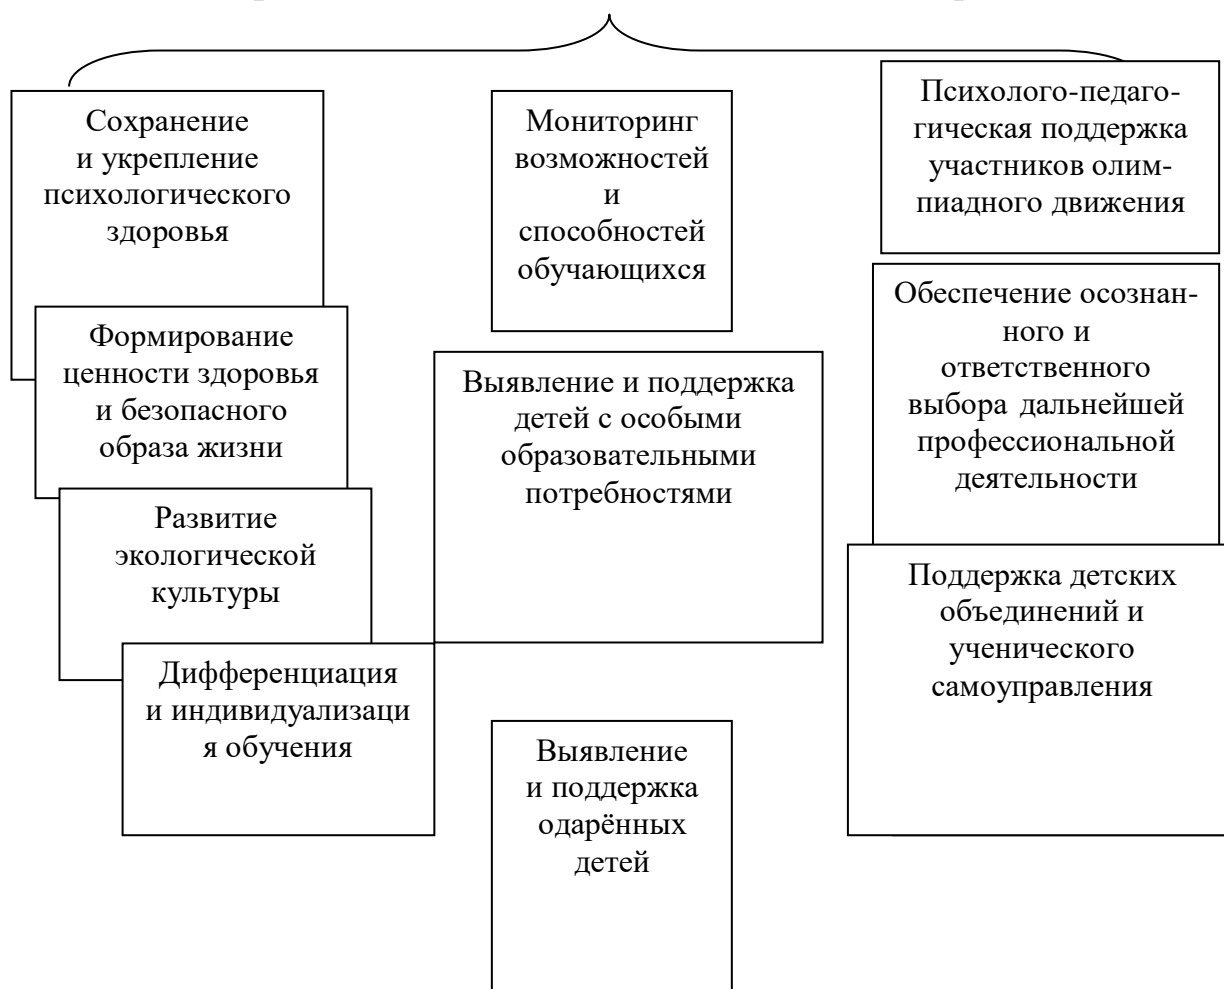 Сохранение
и укрепление
психологического
здоровья
Формирование
ценности здоровья
и безопасного
образа жизни
Развитие
экологической
культуры
Дифференциация
и индивидуализаци
я обучения
Мониторинг
возможностей
и
способностей
обучающихся
Выявление и поддержка
детей с особыми
образовательными
потребностями
Выявление
и поддержка
одарённых
детей
Психолого-педаго-
гическая поддержка
участников олим-
пиадного движения
Обеспечение осознан-
ного и
ответственного
выбора дальнейшей
профессиональной
деятельности
Поддержка детских
объединений и
ученического
самоуправления